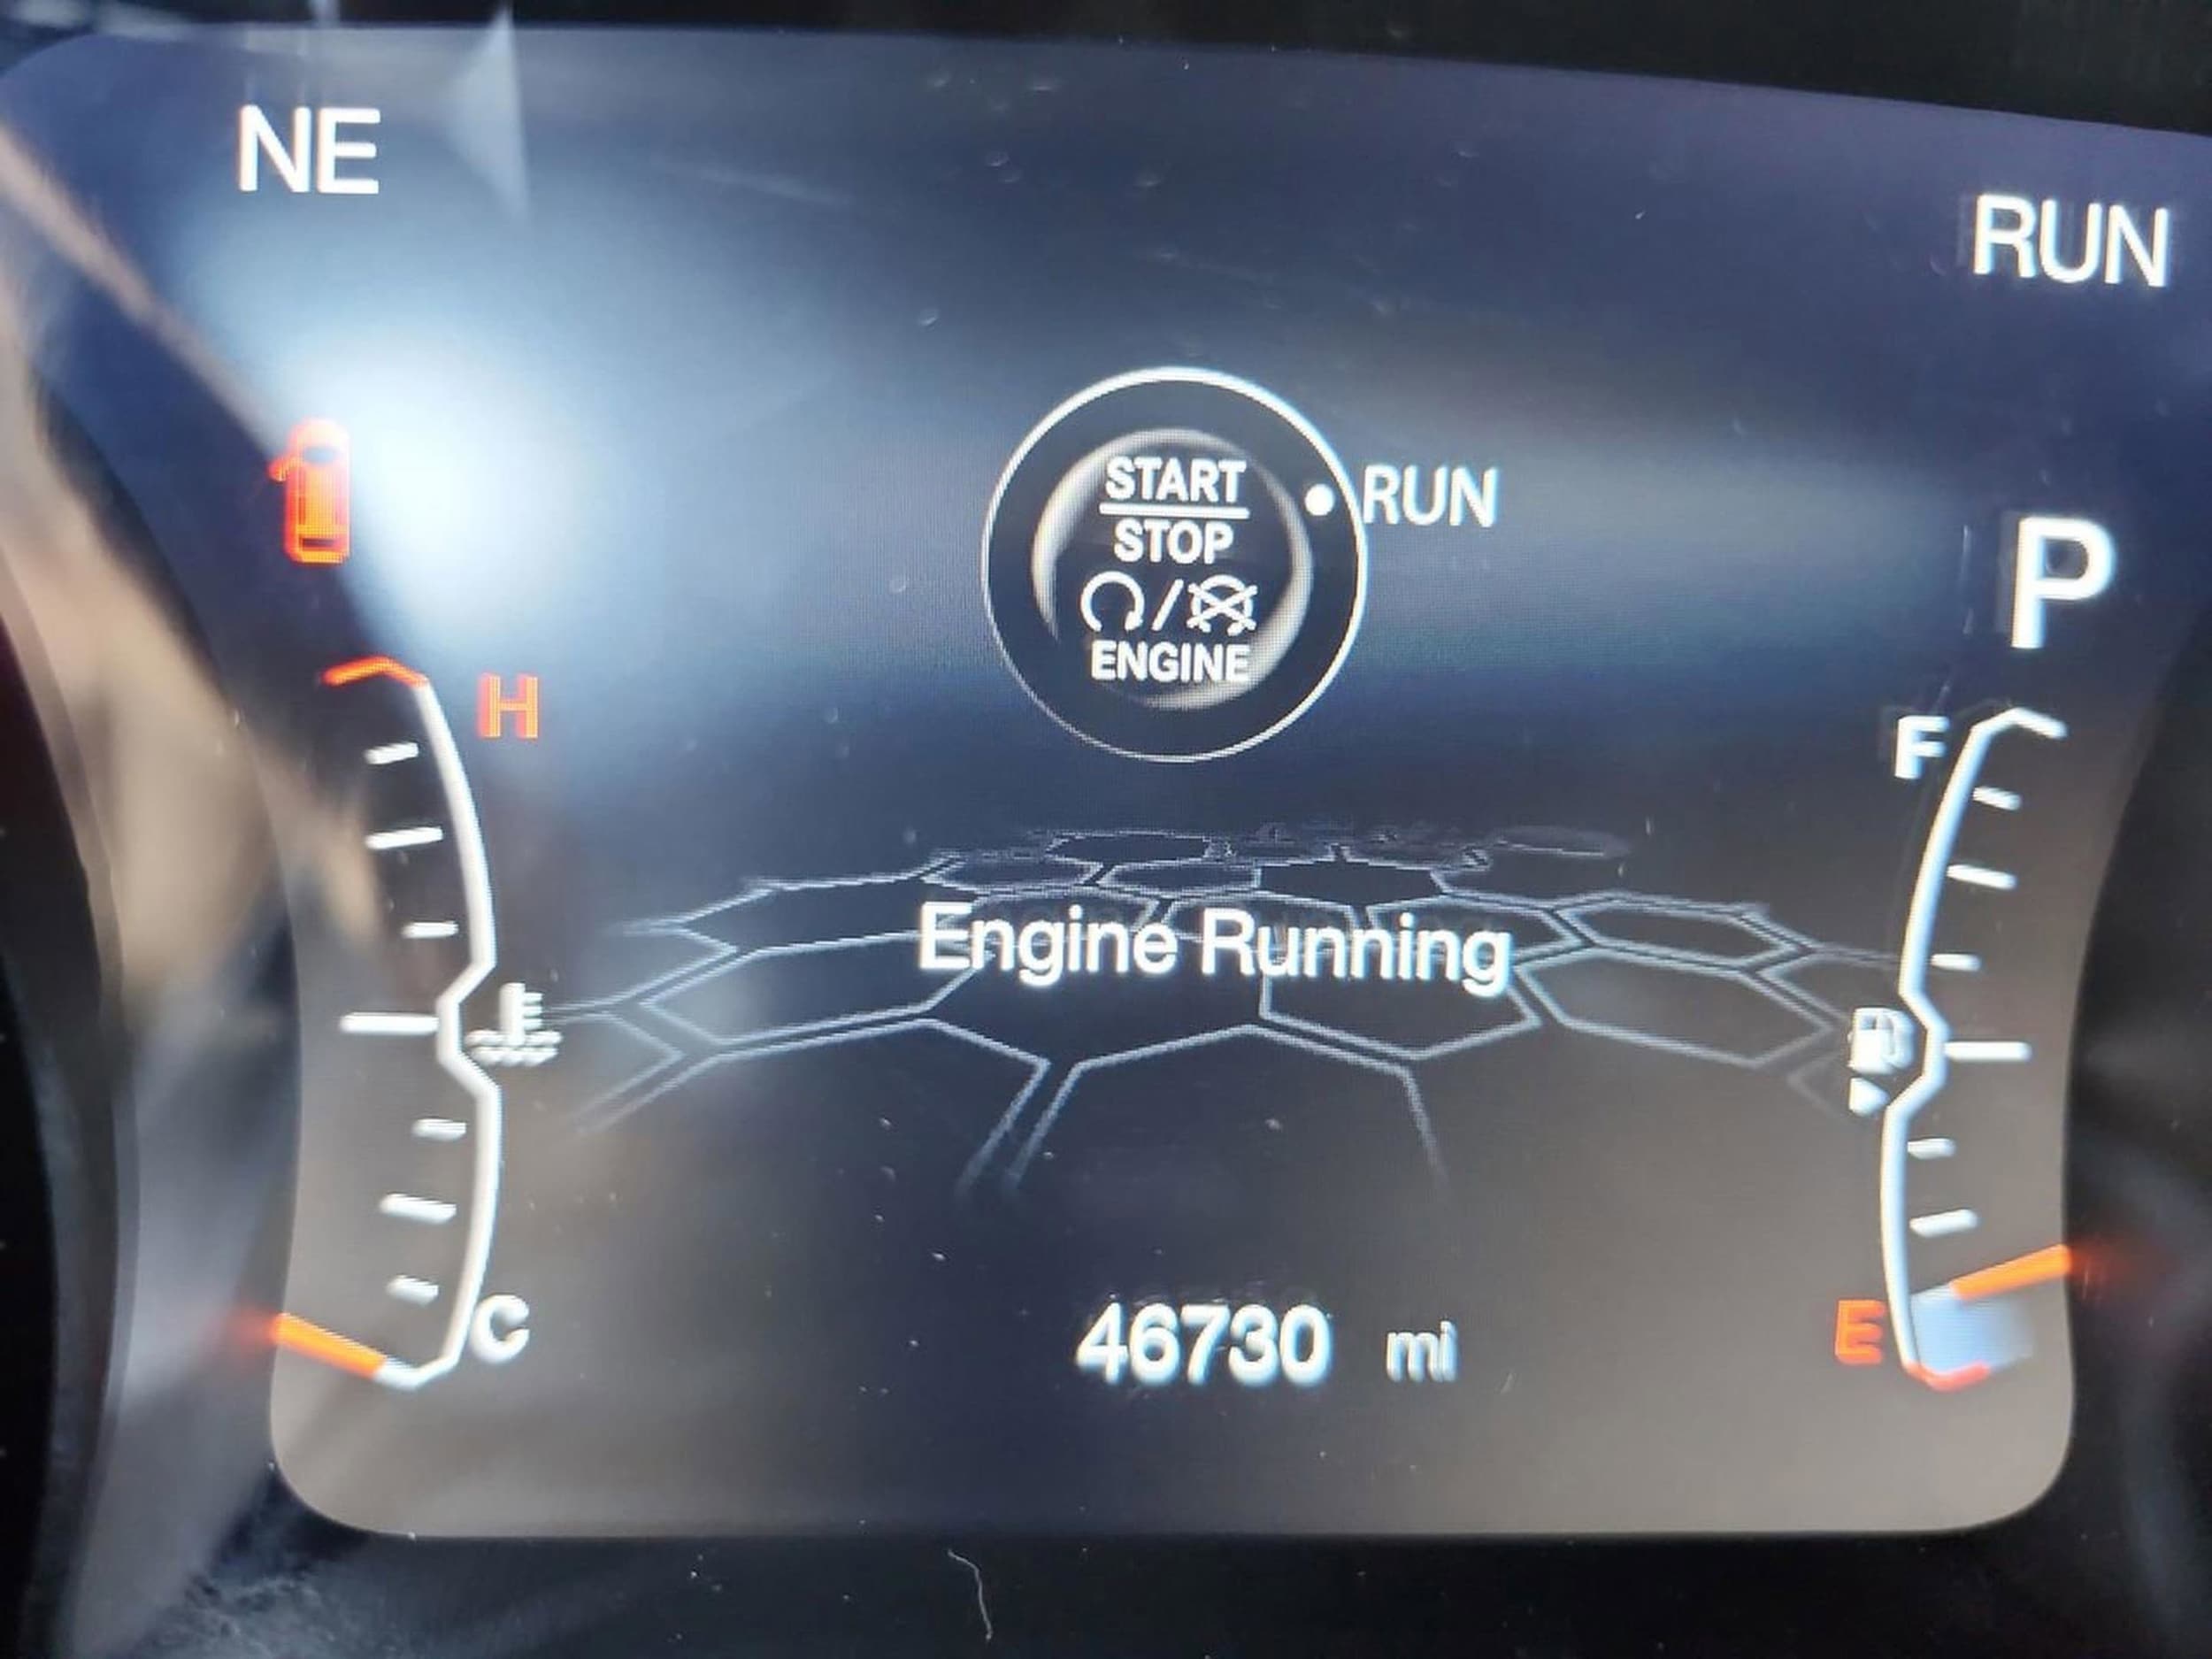 NE
RUN
START
STOP
RUN
ENGINE
P
H
F
Engine Running
C
E
46730 mi